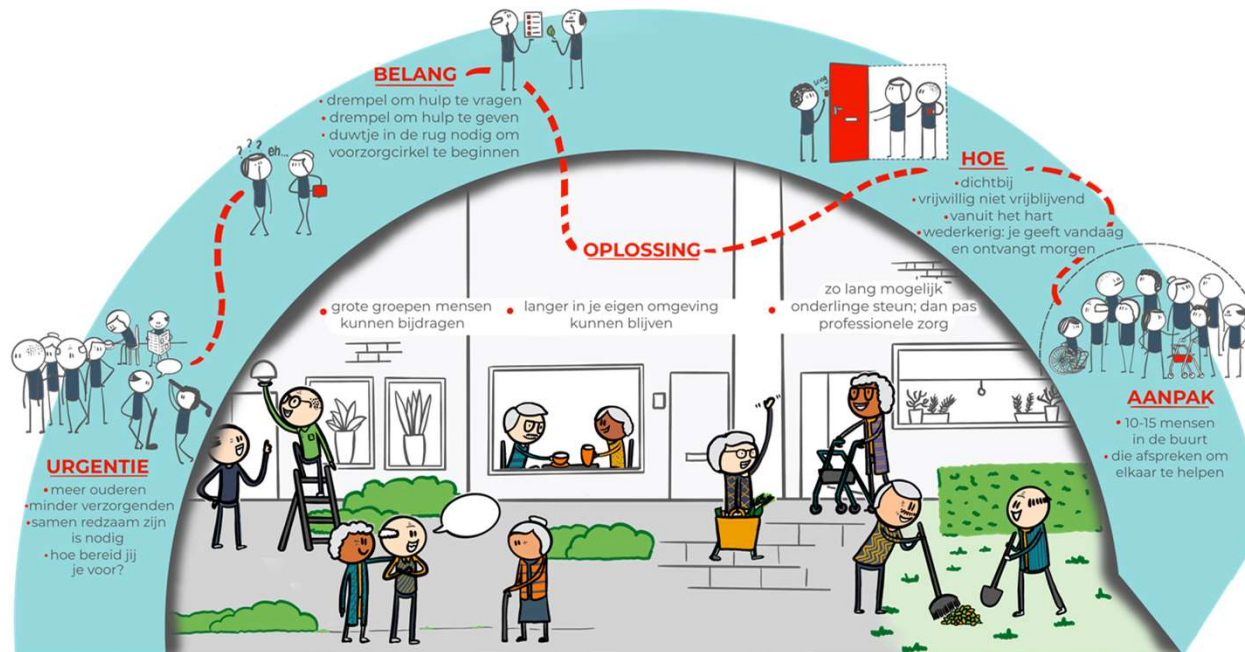 URGENTIE
• meer ouderen
• minder verzorgenden
• samen redzaam zijn
is nodig
• hoe bereid jij
je voor?
? ? ?
eh...
BELANG
• drempel om hulp te vragen
• drempel om hulp te geven
• duwtje in de rug nodig om
voorzorgcirkel te beginnen
OPLOSSING
• grote groepen mensen
kunnen bijdragen
• langer in je eigen omgeving
kunnen blijven
• zo lang mogelijk
onderlinge steun; dan pas
professionele zorg
HOE
• dichtbij
• vrijwillig niet vrijblijvend
• vanuit het hart
• wederkerig: je geeft vandaag
en ontvangt morgen
AANPAK
• 10-15 mensen
in de buurt
• die afspreken om
elkaar te helpen